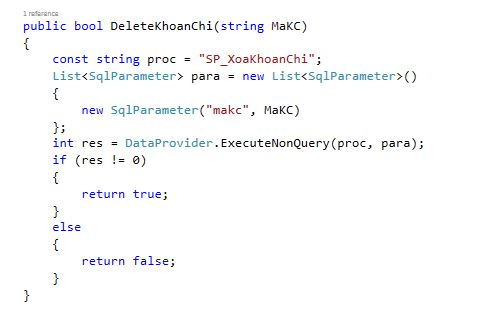 1 reference
public bool DeleteKhoanChi(string MaKC)
{
    const string proc = "SP_XoaKhoanChi";
    List<SqlParameter> para = new List<SqlParameter>()
    {
        new SqlParameter("makc", MaKC)
    };
    int res = DataProvider.ExecuteNonQuery(proc, para);
    if (res != 0)
    {
        return true;
    }
    else
    {
        return false;
    }
}